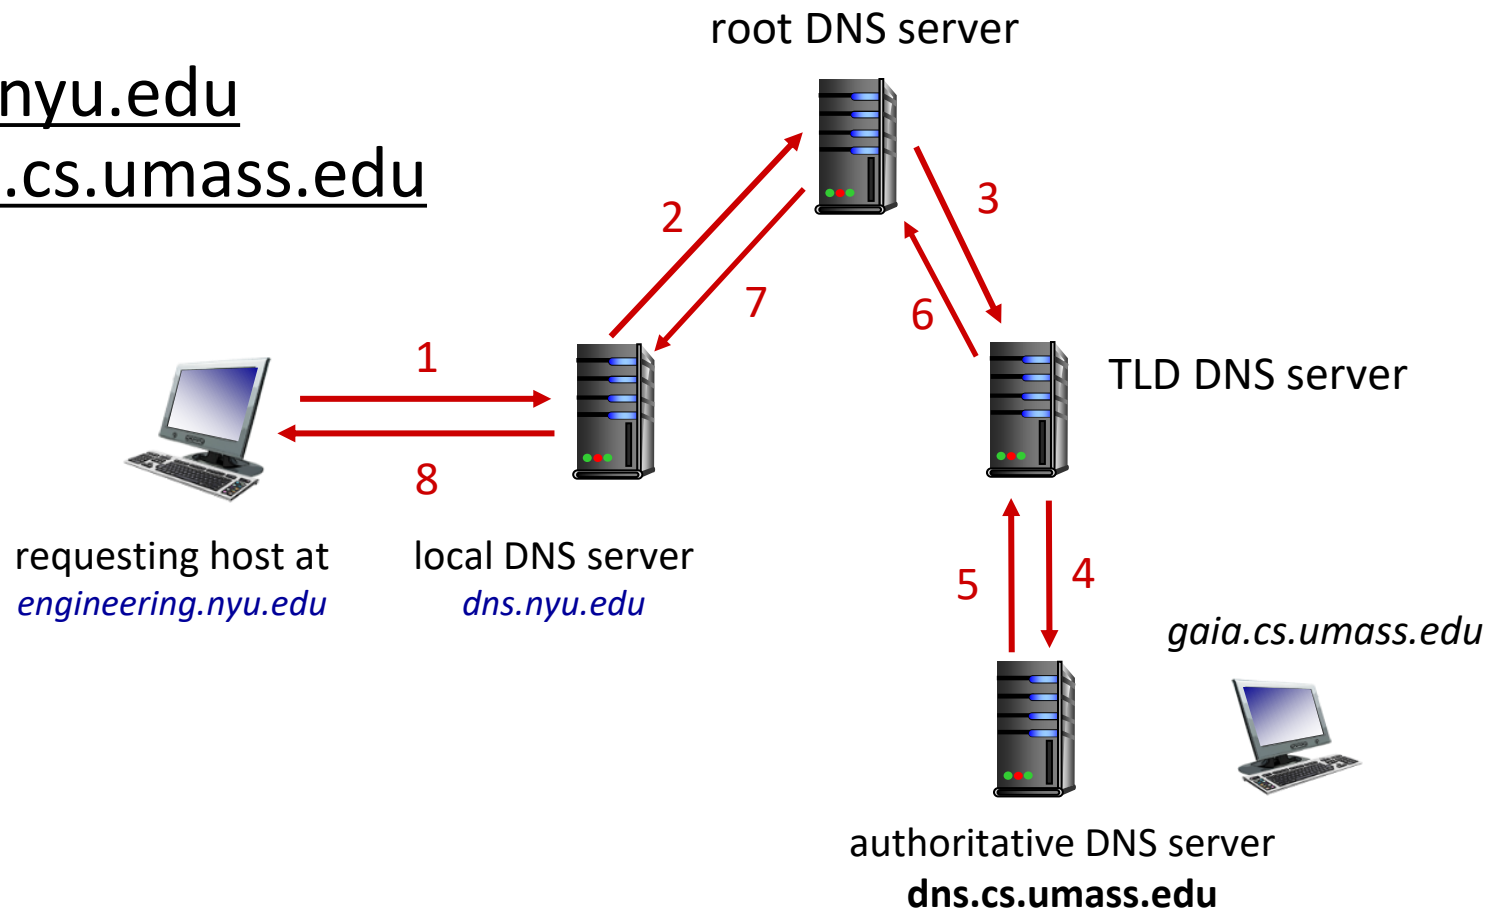 root DNS server
nyu.edu
.cs.umass.edu
2
3
7
6
1
TLD DNS server
8
requesting host at
engineering.nyu.edu
local DNS server
dns.nyu.edu
5
4
gaia.cs.umass.edu
authoritative DNS server
dns.cs.umass.edu